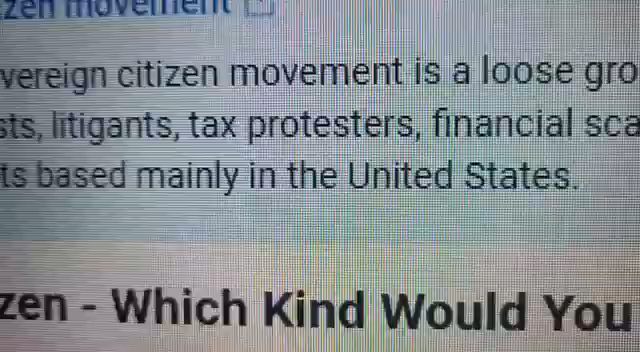 zen movement
vereign citizen movement is a loose gro
sts, litigants, tax protesters, financial sca
ts based mainly in the United States.
zen - Which Kind Would You